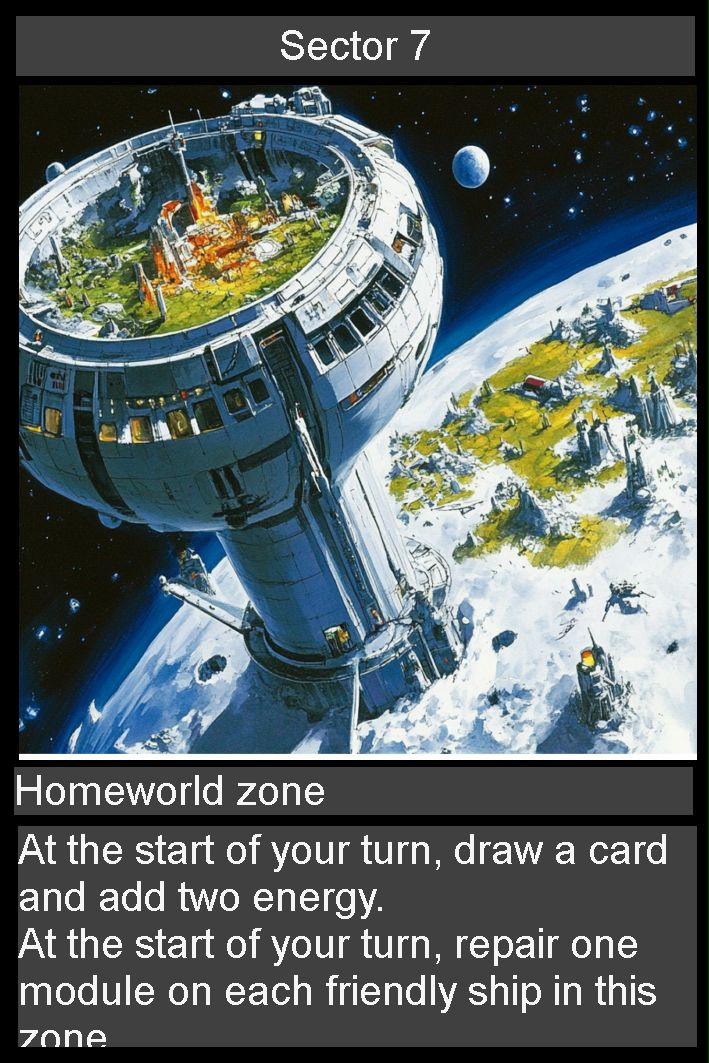 Sector 7
Homeworld zone
At the start of your turn, draw a card
and add two energy.
At the start of your turn, repair one
module on each friendly ship in this
zone